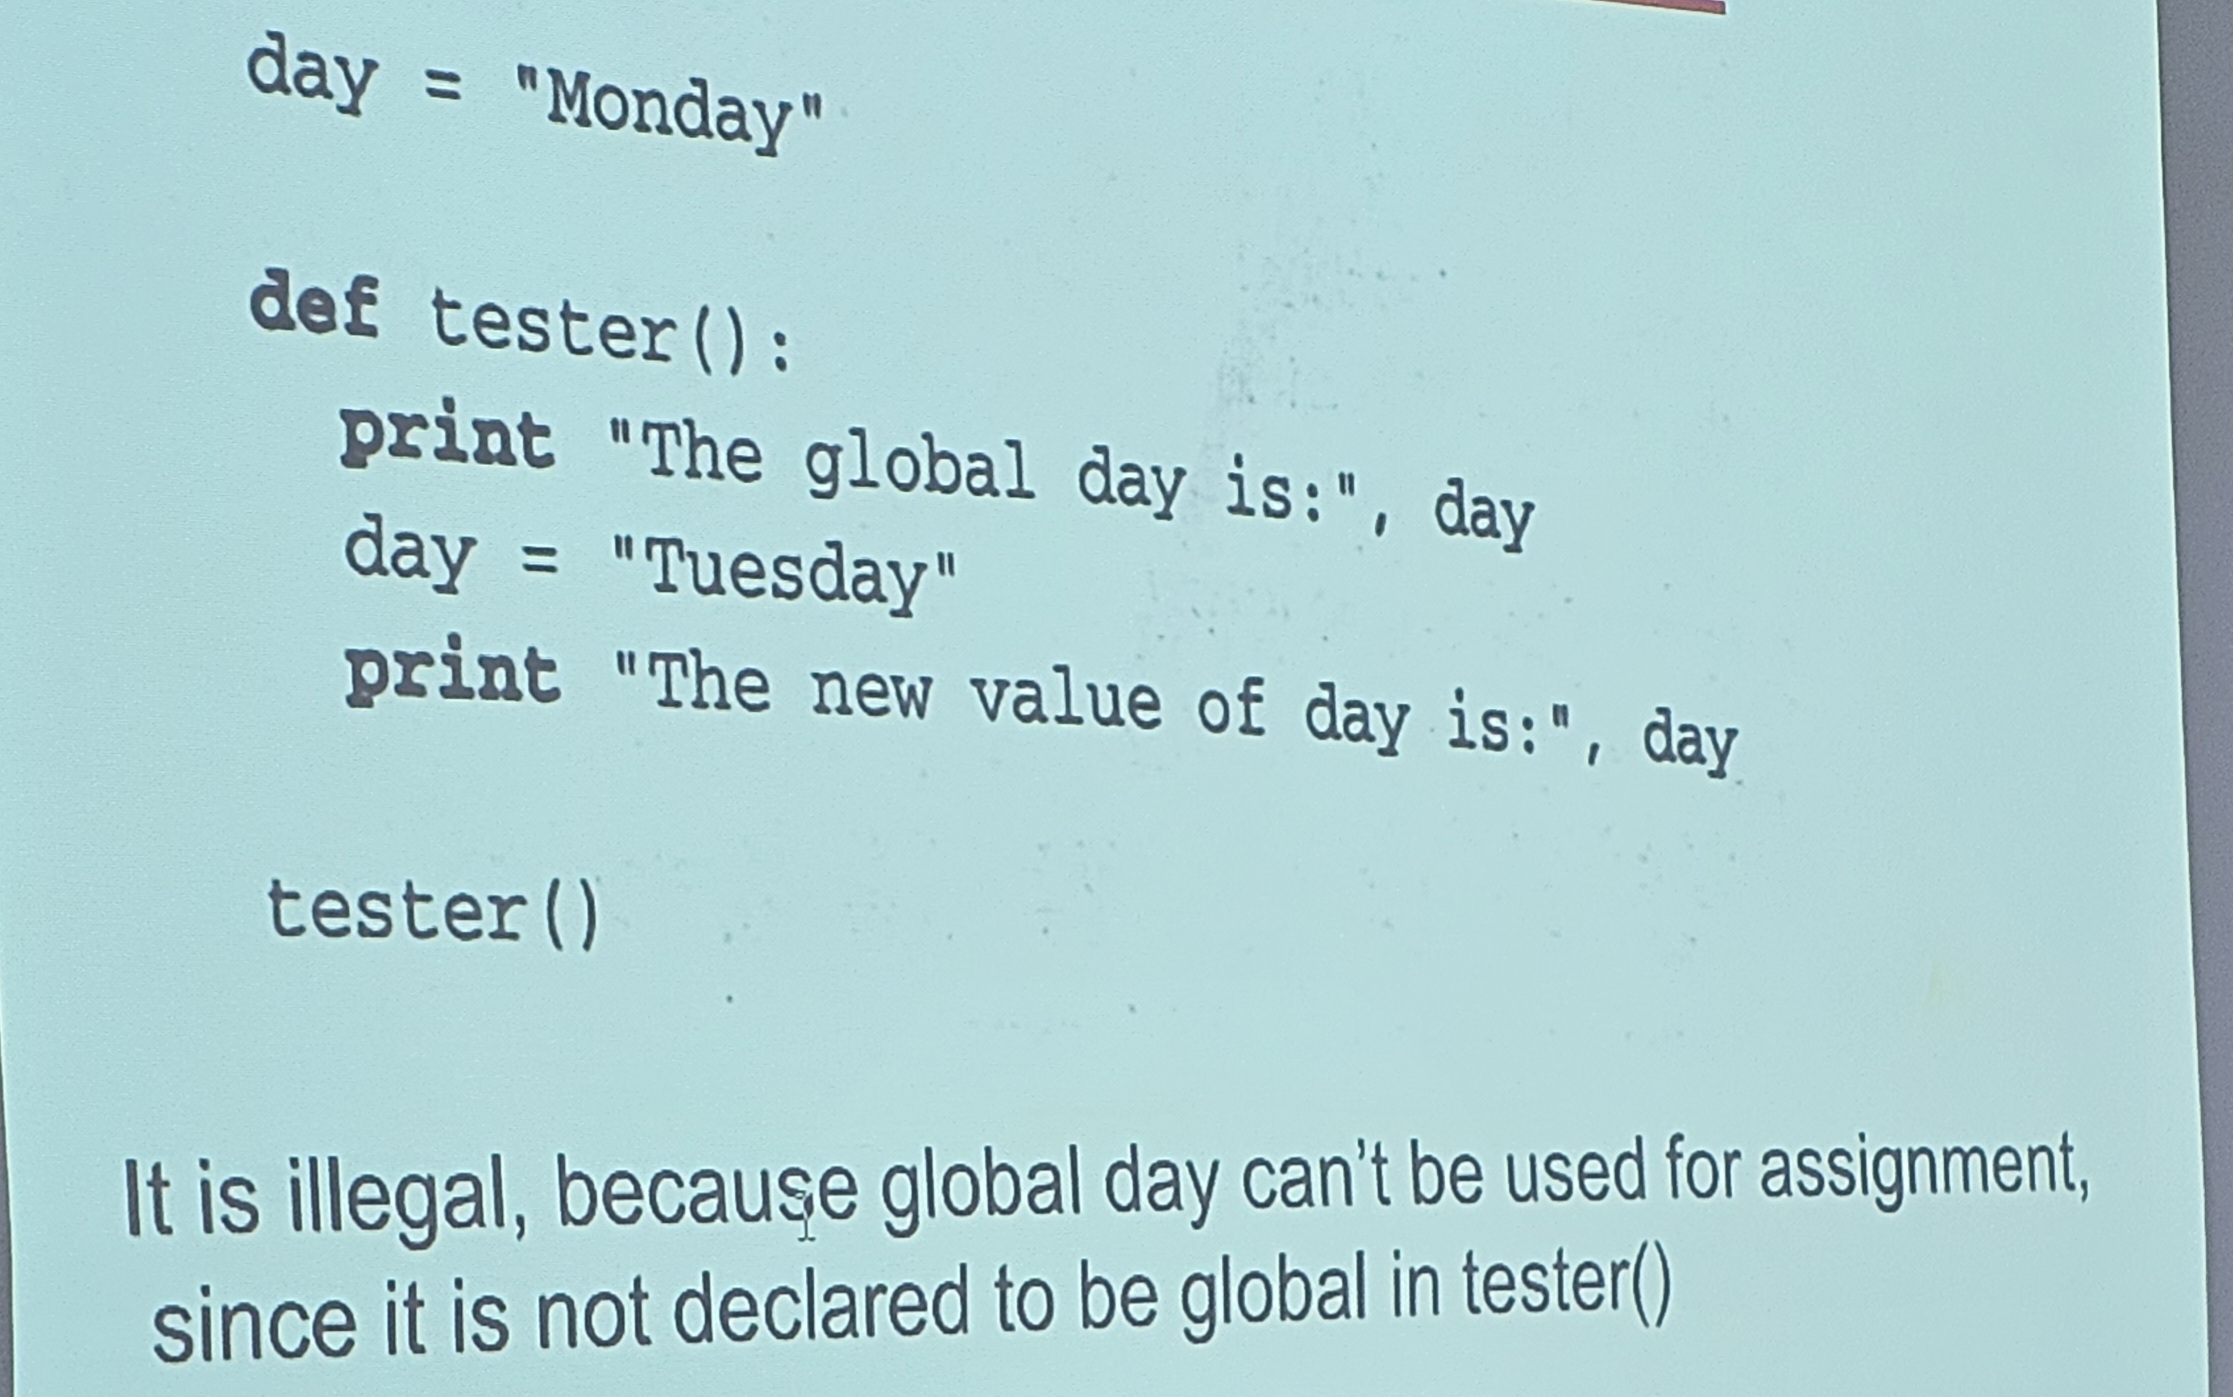 day = "Monday"
def tester():
print "The global day is:", day
day = "Tuesday"
print "The new value of day is:", day
tester()
It is illegal, because global day can't be used for assignment,
since it is not declared to be global in tester()